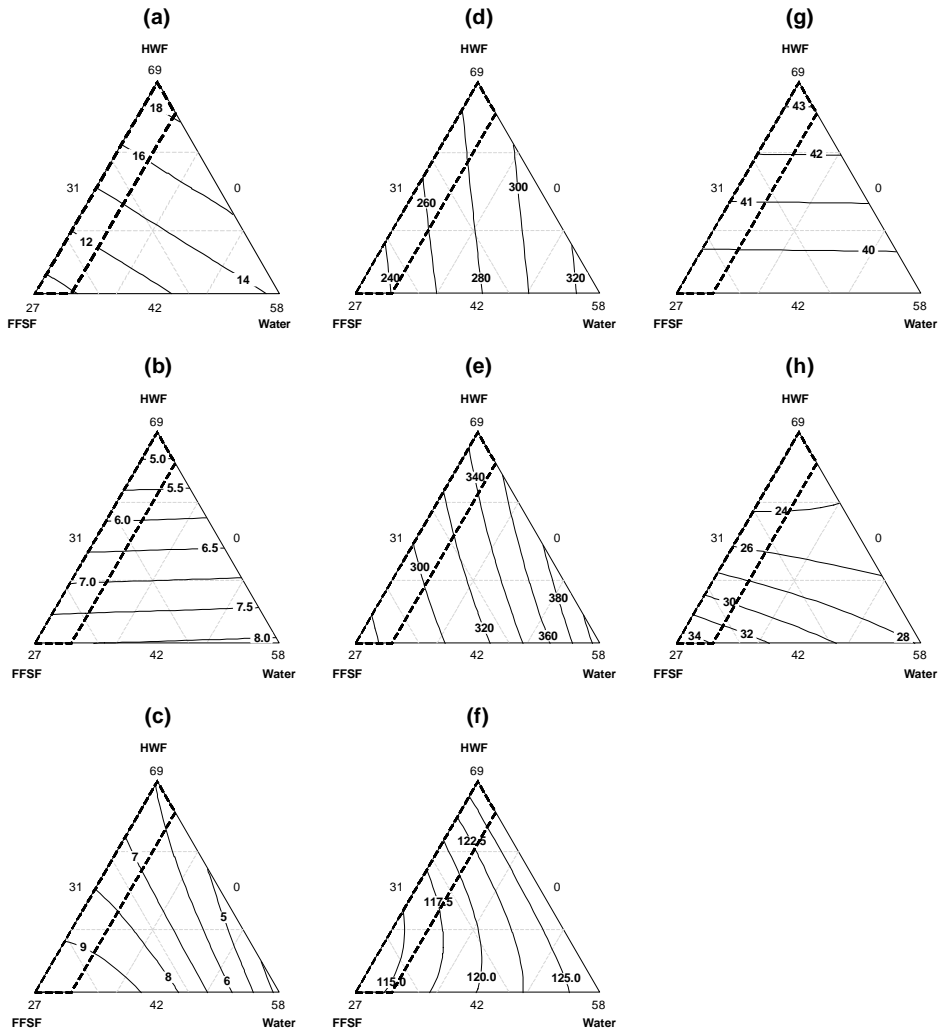 (a) (d) (g)
HWF HWF HWF
69 69 69
18 43
16 42
31 0 31 300 0 31 0
260 41
12
14 240 280 320 40
27 42 58 27 42 58 27 42 58
FFSF Water FFSF Water FFSF Water
(b) (e) (h)
HWF HWF HWF
69 69 69
5.0
5.5 340
6.0 24
31 6.5 0 31 0 31 26 0
7.0 300
7.5 380 30
8.0 320 360 34 32 28
27 42 58 27 42 58 27 42 58
FFSF Water FFSF Water FFSF Water
(c) (f)
HWF HWF
69 69
7 122.5
31 0 31 0
5 117.5
9
8 6 115.0 120.0 125.0
27 42 58 27 42 58
FFSF Water FFSF Water